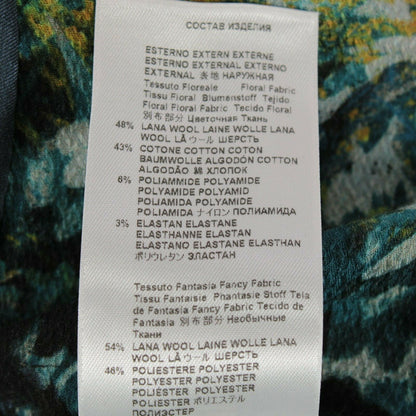 СОСТАВ ИЗДЕЛИЯ
ESTERNO EXTERN EXTERNE
ESTERNO EXTERNAL EXTERNO
EXTERNAL 表地 НАРУЖНАЯ
Tessuto Floreale Floral Fabric
Tissu Floral Blumenstoff Tejido
Floral Floral Fabric Tecido Floral
別布部分 Цветочная Ткань
48% LANA WOOL LAINE WOLLE LANA
WOOL LÃ ウール ШЕРСТЬ
43% COTONE COTTON COTON
BAUMWOLLE ALGODÓN COTTON
ALGODÃO 綿 ХЛОПОК
6% POLIAMMIDE POLYAMIDE
POLYAMID POLYAMID
POLIAMIDA POLYAMIDE
POLIAMIDA ナイロン ПОЛИАМИДА
3% ELASTAN ELASTANE
ELASTHANNE ELASTAN
ELASTANO ELASTANE ELASTHAN
ポリウレタン ЭЛАСТАН
Tessuto Fantasia Fancy Fabric
Tissu Fantaisie Phantasie Stoff Tela
de Fantasia Fancy Fabric Tecido de
Fantasia 別布部分 Необычные
Ткани
54% LANA WOOL LAINE WOLLE LANA
WOOL LÃ ウール ШЕРСТЬ
46% POLIESTERE POLYESTER
POLYESTER POLYESTER
POLIÉSTER POLYESTER
POLIÉSTER ポリエステル
ПОЛИЭСТЕР